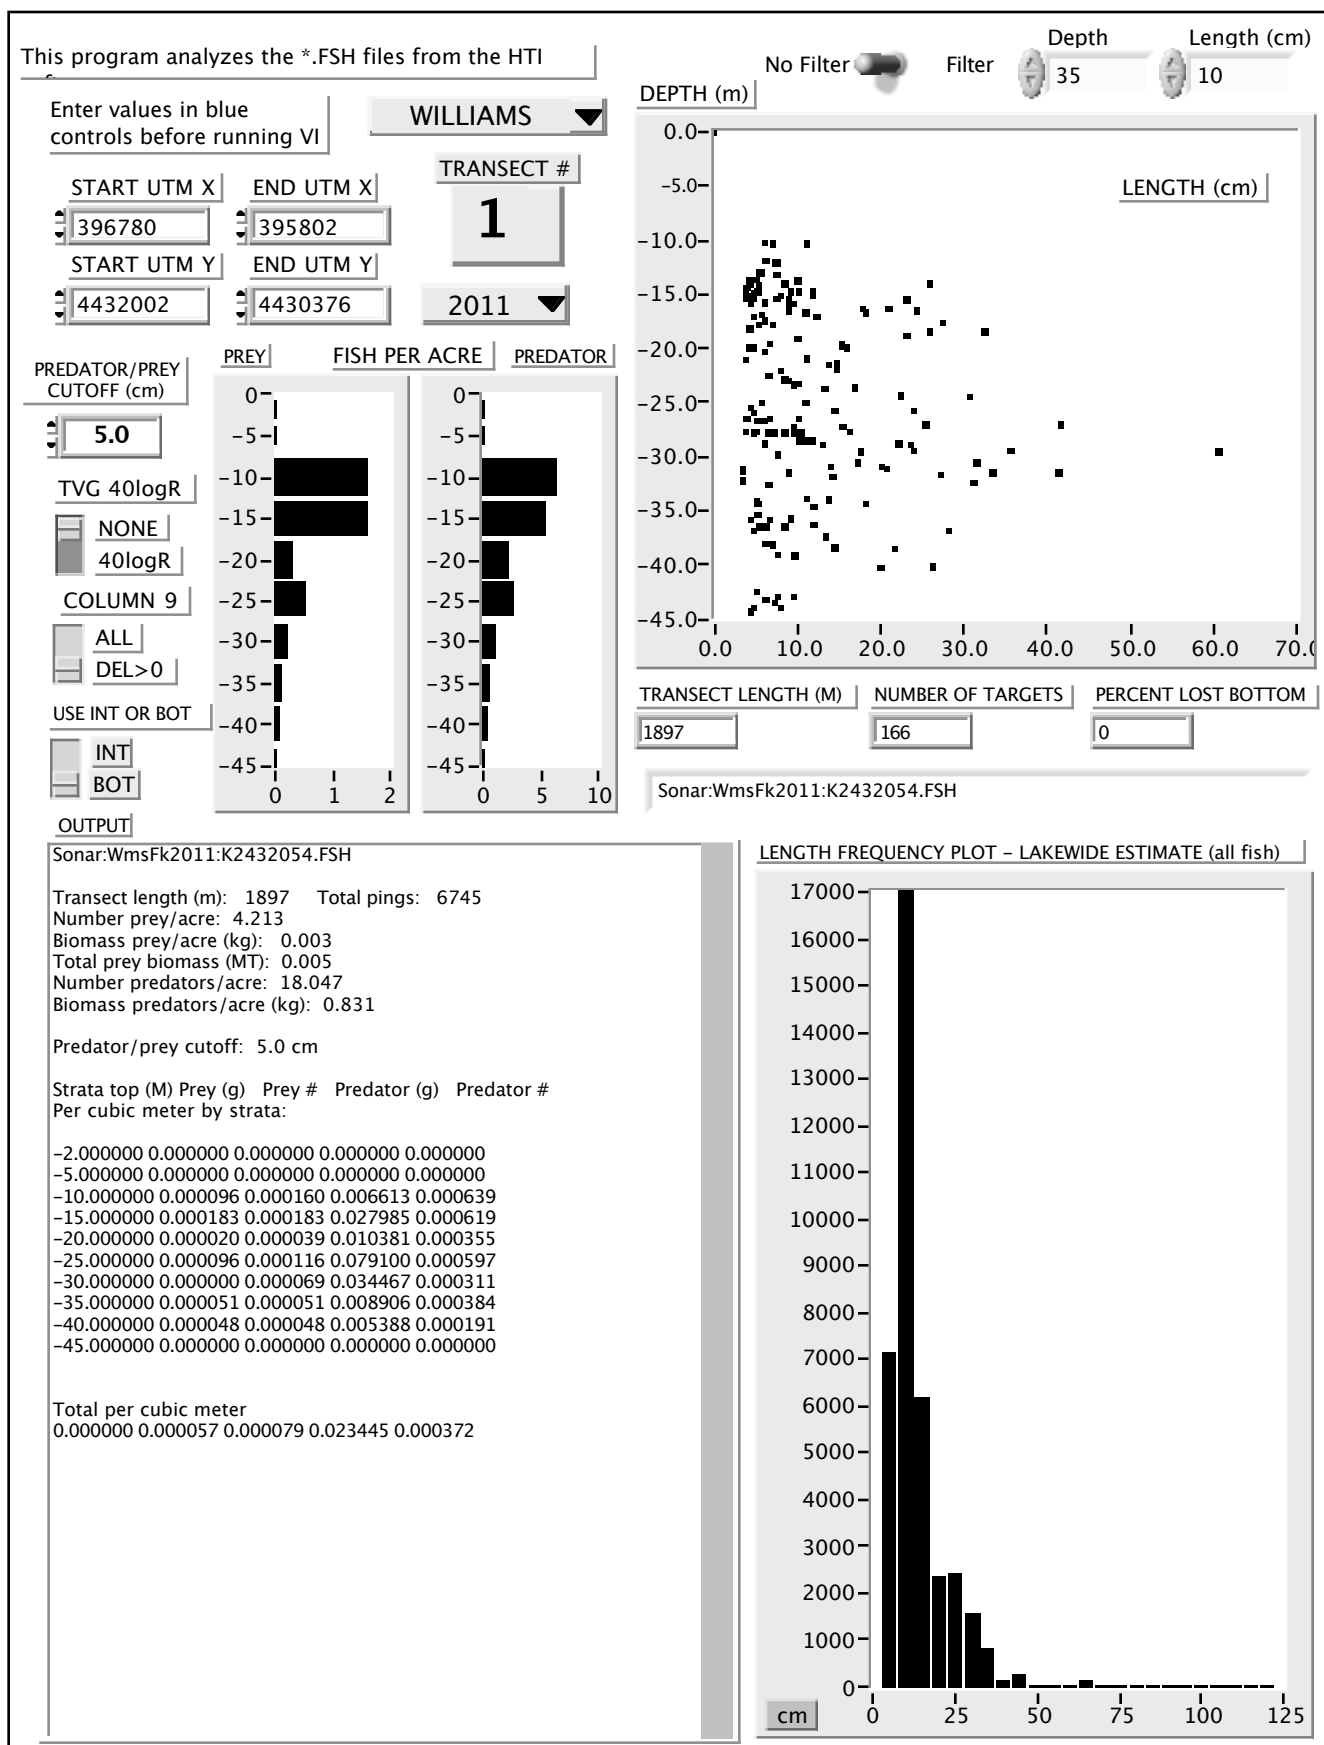 This program analyzes the *.FSH files from the HTI
Enter values in blue
controls before running VI
WILLIAMS
No Filter
Filter
Depth
35
Length (cm)
10
START UTM X
396780
END UTM X
395802
START UTM Y
4432002
END UTM Y
4430376
TRANSECT #
1
2011
DEPTH (m)
LENGTH (cm)
0.0
-5.0
-10.0
-15.0
-20.0
-25.0
-30.0
-35.0
-40.0
-45.0
0.0 10.0 20.0 30.0 40.0 50.0 60.0 70.0
PREDATOR/PREY
CUTOFF (cm)
5.0
TVG 40logR
NONE
40logR
COLUMN 9
ALL
DEL>0
USE INT OR BOT
INT
BOT
PREY
FISH PER ACRE
PREDATOR
0
-5
-10
-15
-20
-25
-30
-35
-40
-45
0 1 2
0
-5
-10
-15
-20
-25
-30
-35
-40
-45
0 5 10
TRANSECT LENGTH (M)
1897
NUMBER OF TARGETS
166
PERCENT LOST BOTTOM
0
Sonar:WmsFk2011:K2432054.FSH
OUTPUT
Sonar:WmsFk2011:K2432054.FSH
Transect length (m): 1897 Total pings: 6745
Number prey/acre: 4.213
Biomass prey/acre (kg): 0.003
Total prey biomass (MT): 0.005
Number predators/acre: 18.047
Biomass predators/acre (kg): 0.831
Predator/prey cutoff: 5.0 cm
Strata top (M) Prey (g) Prey # Predator (g) Predator #
Per cubic meter by strata:
-2.000000 0.000000 0.000000 0.000000 0.000000
-5.000000 0.000000 0.000000 0.000000 0.000000
-10.000000 0.000096 0.000160 0.006613 0.000639
-15.000000 0.000183 0.000183 0.027985 0.000619
-20.000000 0.000020 0.000039 0.010381 0.000355
-25.000000 0.000096 0.000116 0.079100 0.000597
-30.000000 0.000000 0.000069 0.034467 0.000311
-35.000000 0.000051 0.000051 0.008906 0.000384
-40.000000 0.000048 0.000048 0.005388 0.000191
-45.000000 0.000000 0.000000 0.000000 0.000000
Total per cubic meter
0.000000 0.000057 0.000079 0.023445 0.000372
LENGTH FREQUENCY PLOT - LAKEWIDE ESTIMATE (all fish)
17000
16000
15000
14000
13000
12000
11000
10000
9000
8000
7000
6000
5000
4000
3000
2000
1000
0
cm
0 25 50 75 100 125